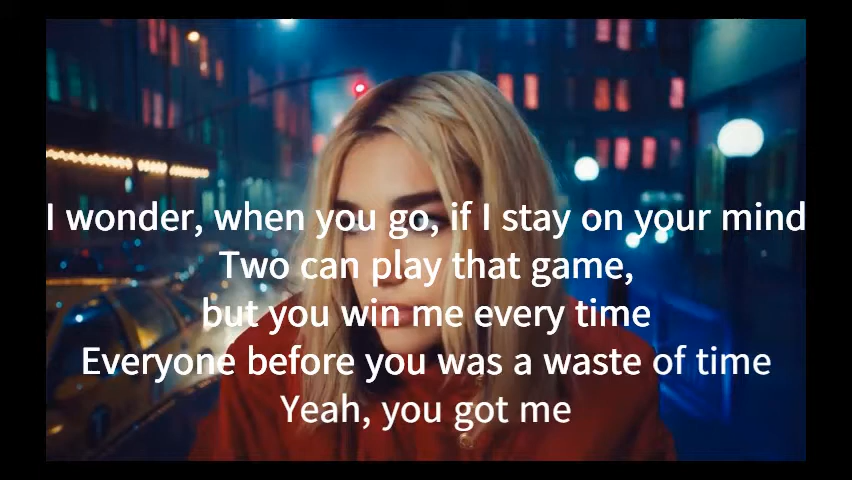 I wonder, when you go, if I stay on your mind
Two can play that game,
but you win me every time
Everyone before you was a waste of time
Yeah, you got me